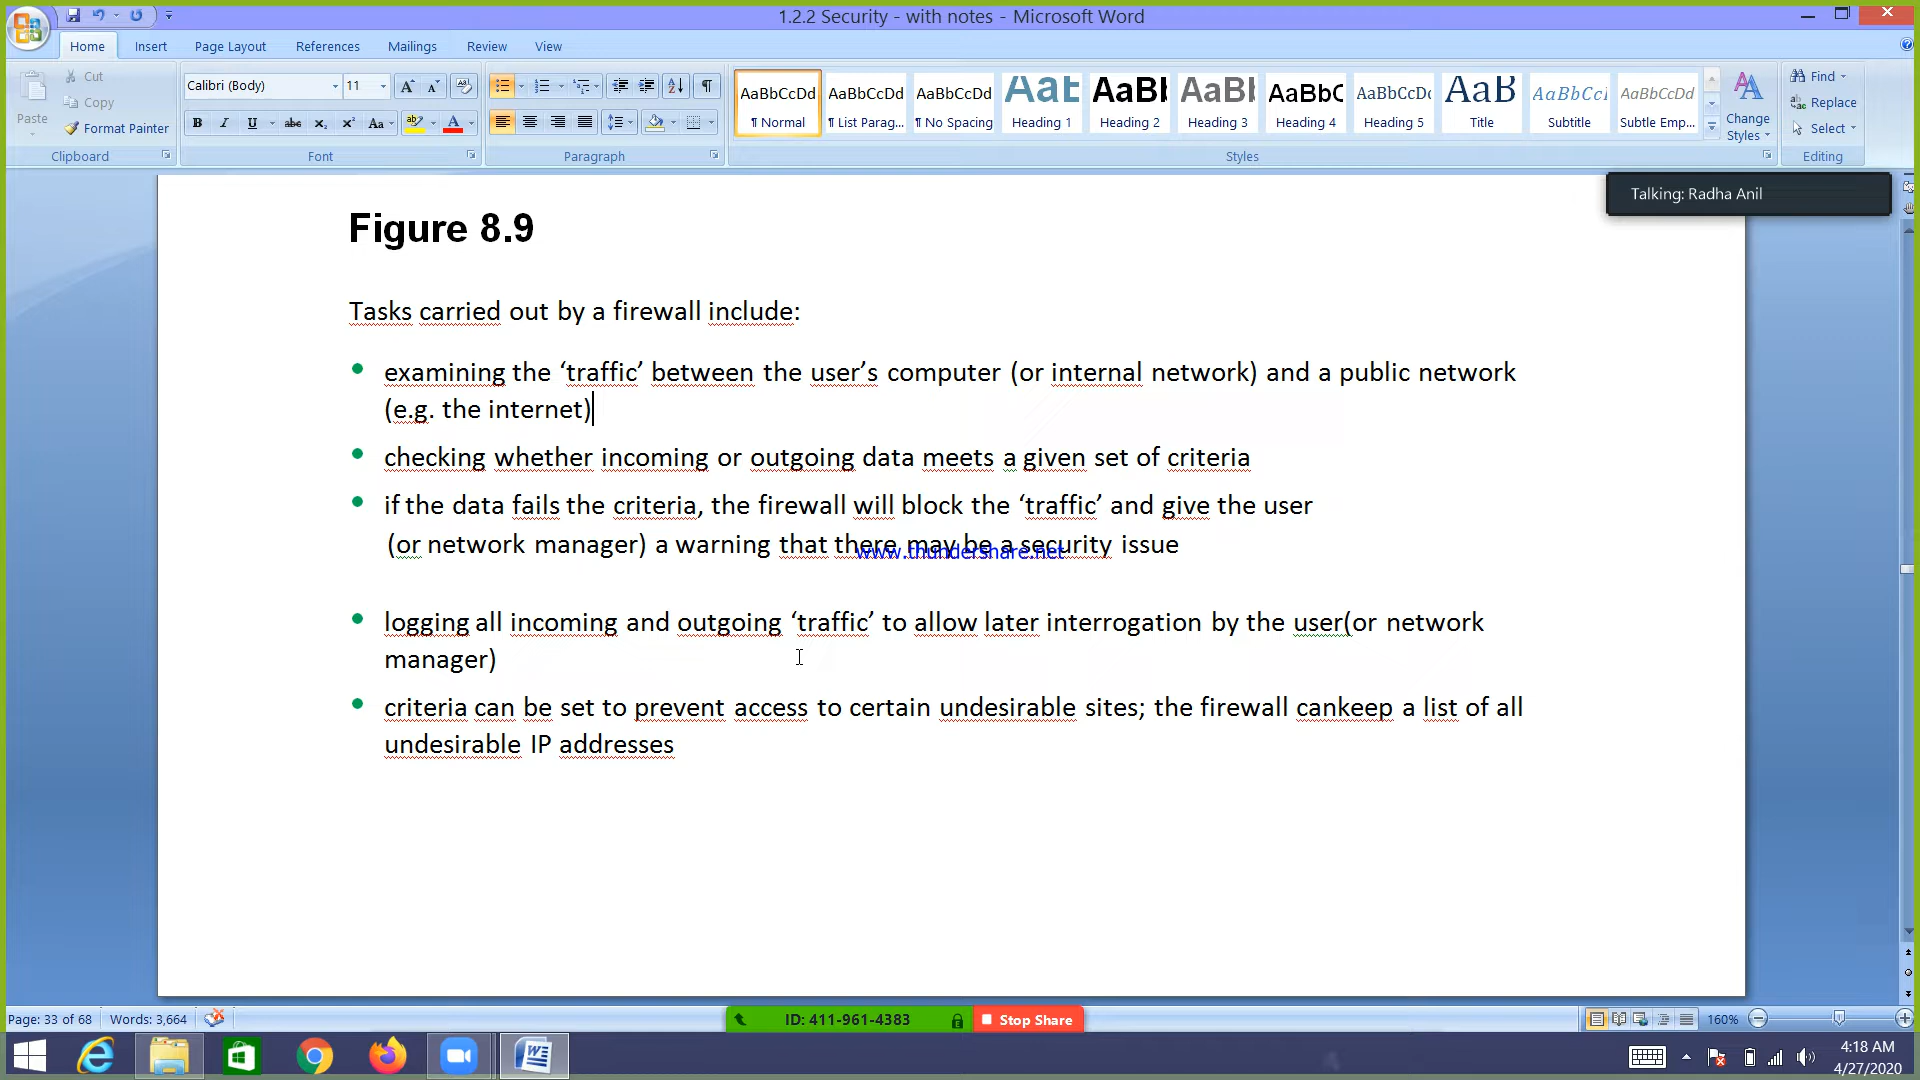 1.2.2 Security - with notes - Microsoft Word
Home Insert Page Layout References Mailings Review View
Paste
Cut
Copy
Format Painter
Clipboard
Calibri (Body) 11
Font
Paragraph
AaBbCcDd AaBbCcDd AaBbCcDd AaB AaBl AaBl AaBbC AaBbCcDc AaB AaBbCcl AaBbCcDd
¶ Normal ¶ List Parag... ¶ No Spacing Heading 1 Heading 2 Heading 3 Heading 4 Heading 5 Title Subtitle Subtle Emp...
Change
Styles
Styles
Find
Replace
Select
Editing
Talking: Radha Anil
Figure 8.9
Tasks carried out by a firewall include:
examining the ‘traffic’ between the user’s computer (or internal network) and a public network
(e.g. the internet)
checking whether incoming or outgoing data meets a given set of criteria
if the data fails the criteria, the firewall will block the ‘traffic’ and give the user
(or network manager) a warning that there may be a security issue
www.thundershare.net
logging all incoming and outgoing ‘traffic’ to allow later interrogation by the user(or network
manager)
criteria can be set to prevent access to certain undesirable sites; the firewall cankeep a list of all
undesirable IP addresses
Page: 33 of 68 Words: 3,664
ID: 411-961-4383 Stop Share
160%
4:18 AM
4/27/2020